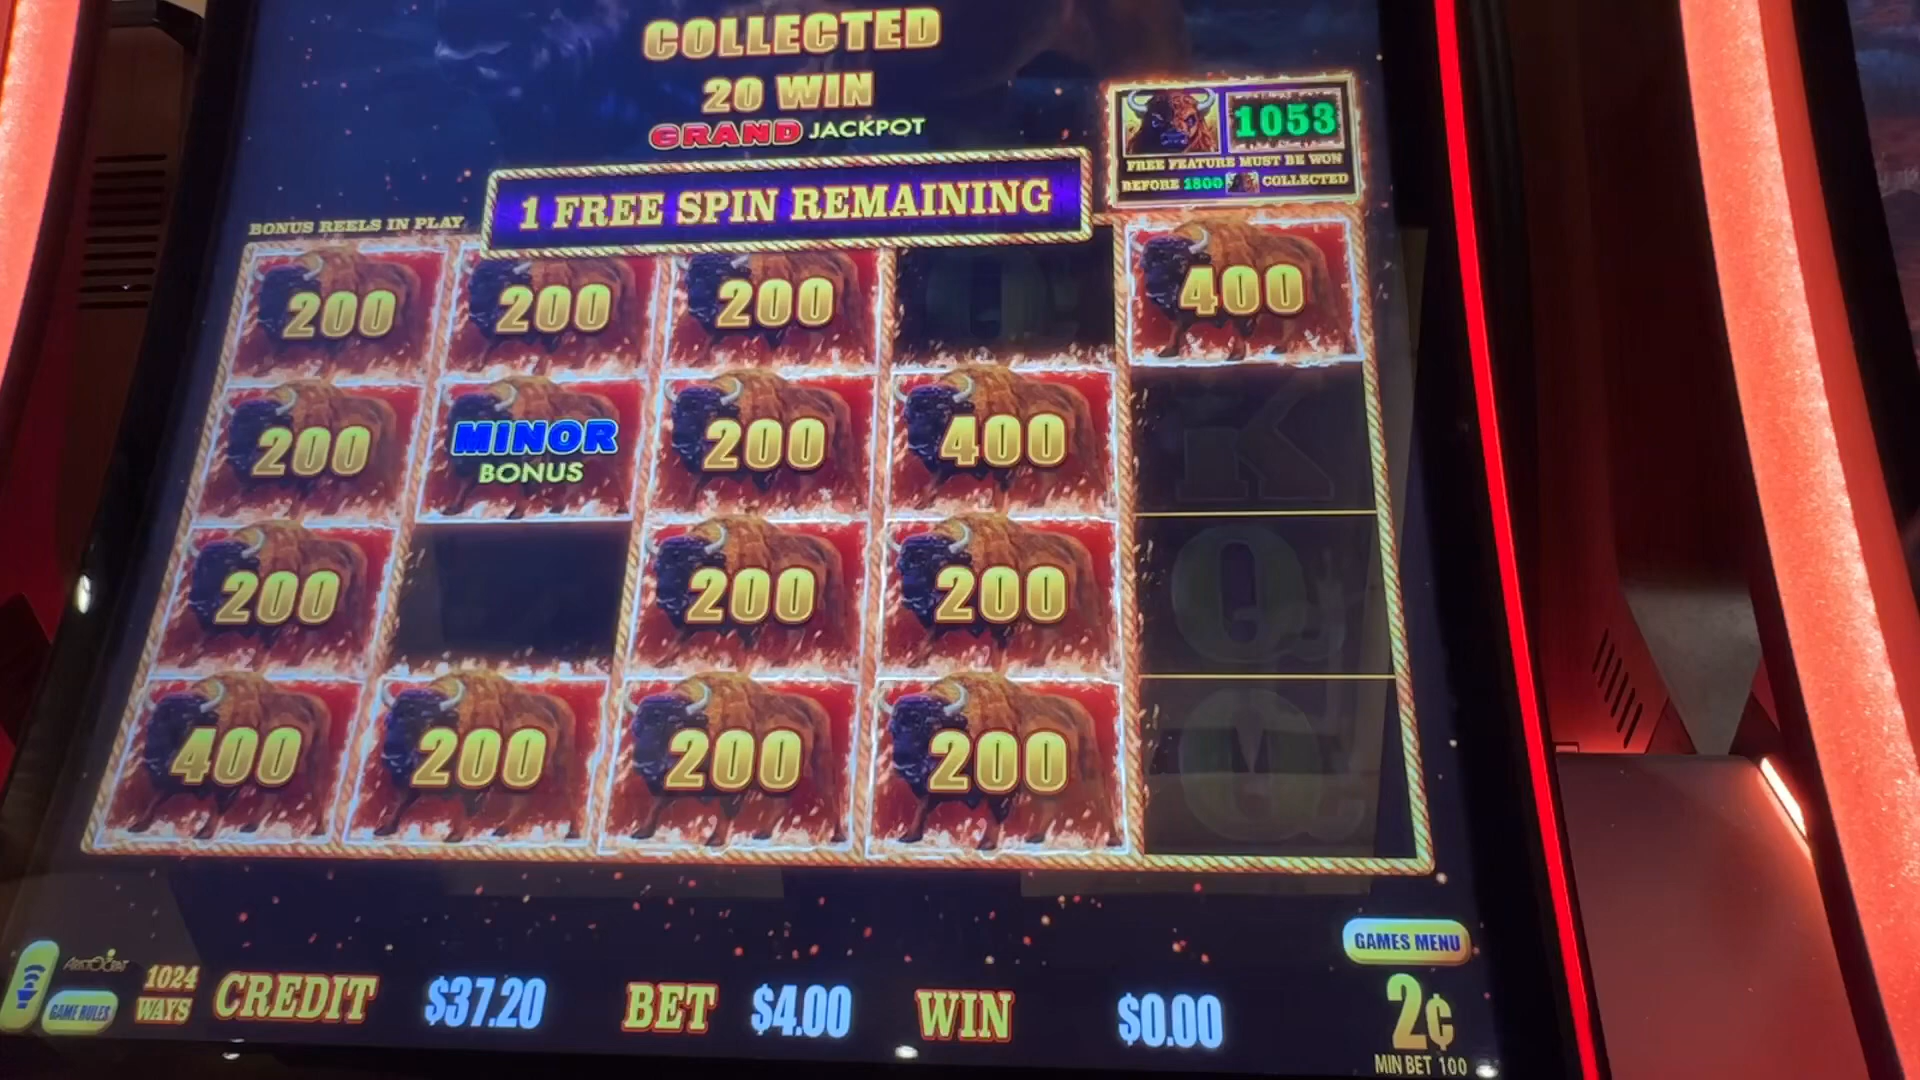 COLLECTED
20 WIN
GRAND JACKPOT
1053
FREE FEATURE MUST BE WON
BEFORE 1800 COLLECTED
1 FREE SPIN REMAINING
BONUS REELS IN PLAY
200 200 200 Q 400
200 MINOR BONUS 200 400 K
200 200 200 Q
400 200 200 200 Q
GAMES MENU
ARISTOCRAT
GAME RULES
1024 WAYS
CREDIT $37.20 BET $4.00 WIN $0.00
2¢
MIN BET 100